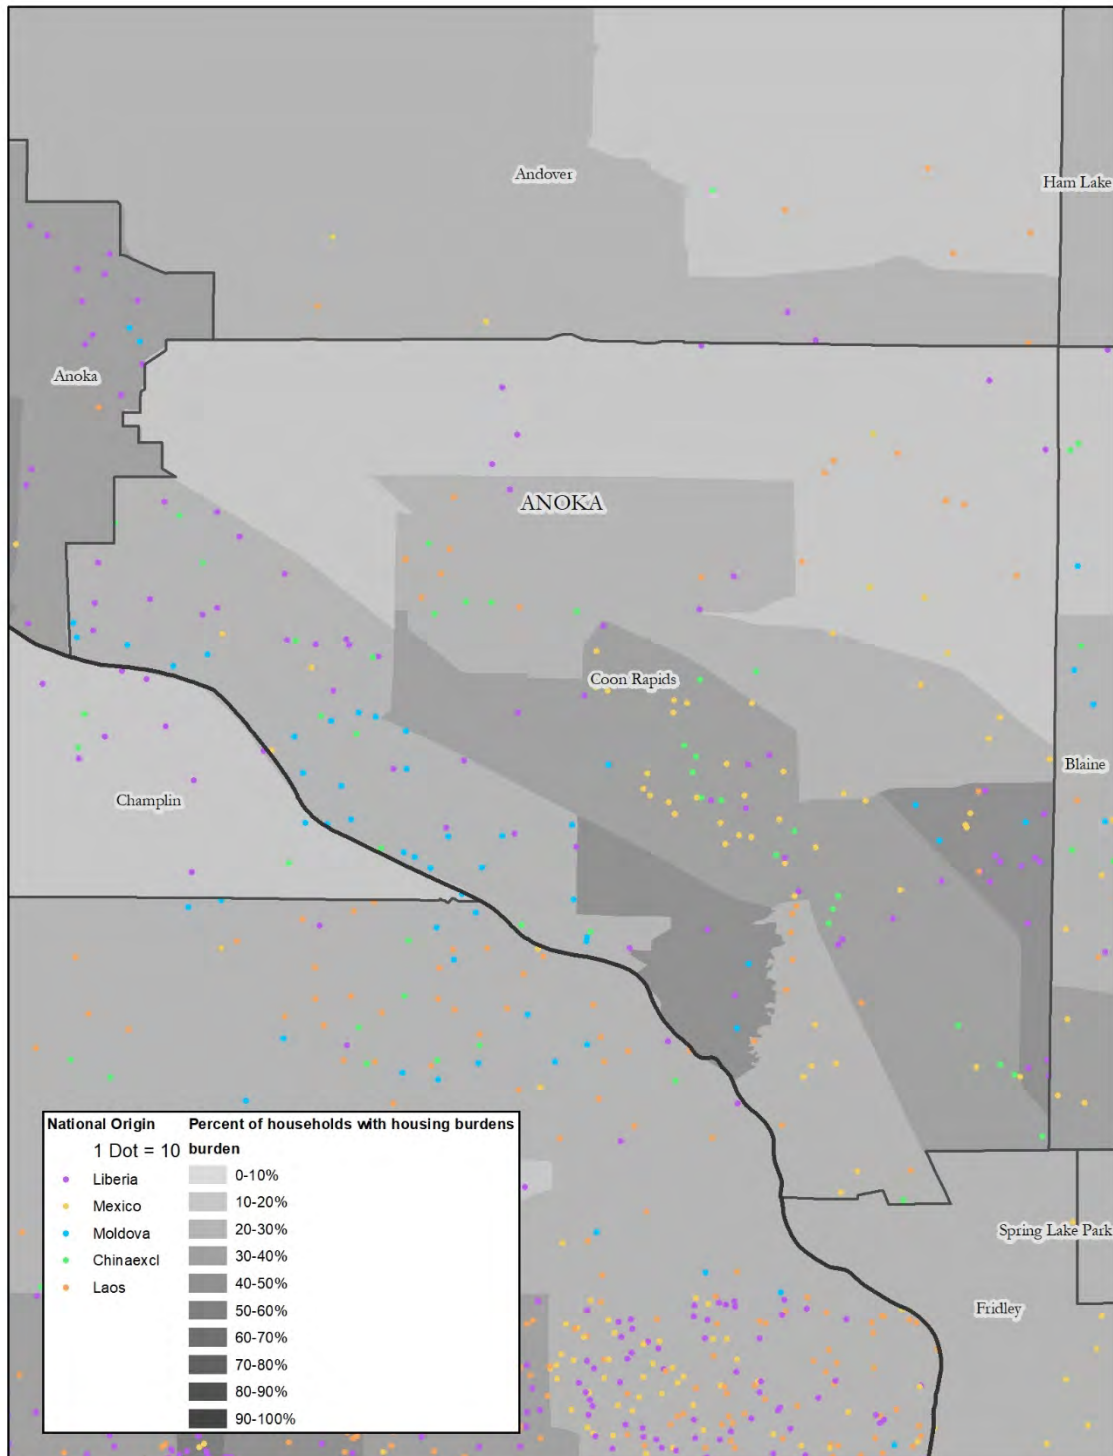 Andover
Ham Lake
Anoka
ANOKA
Coon Rapids
Blaine
Champlin
Spring Lake Park
Fridley
National Origin
1 Dot = 10
Liberia
Mexico
Moldova
Chinaexcl
Laos
Percent of households with housing burdens
burden
0-10%
10-20%
20-30%
30-40%
40-50%
50-60%
60-70%
70-80%
80-90%
90-100%